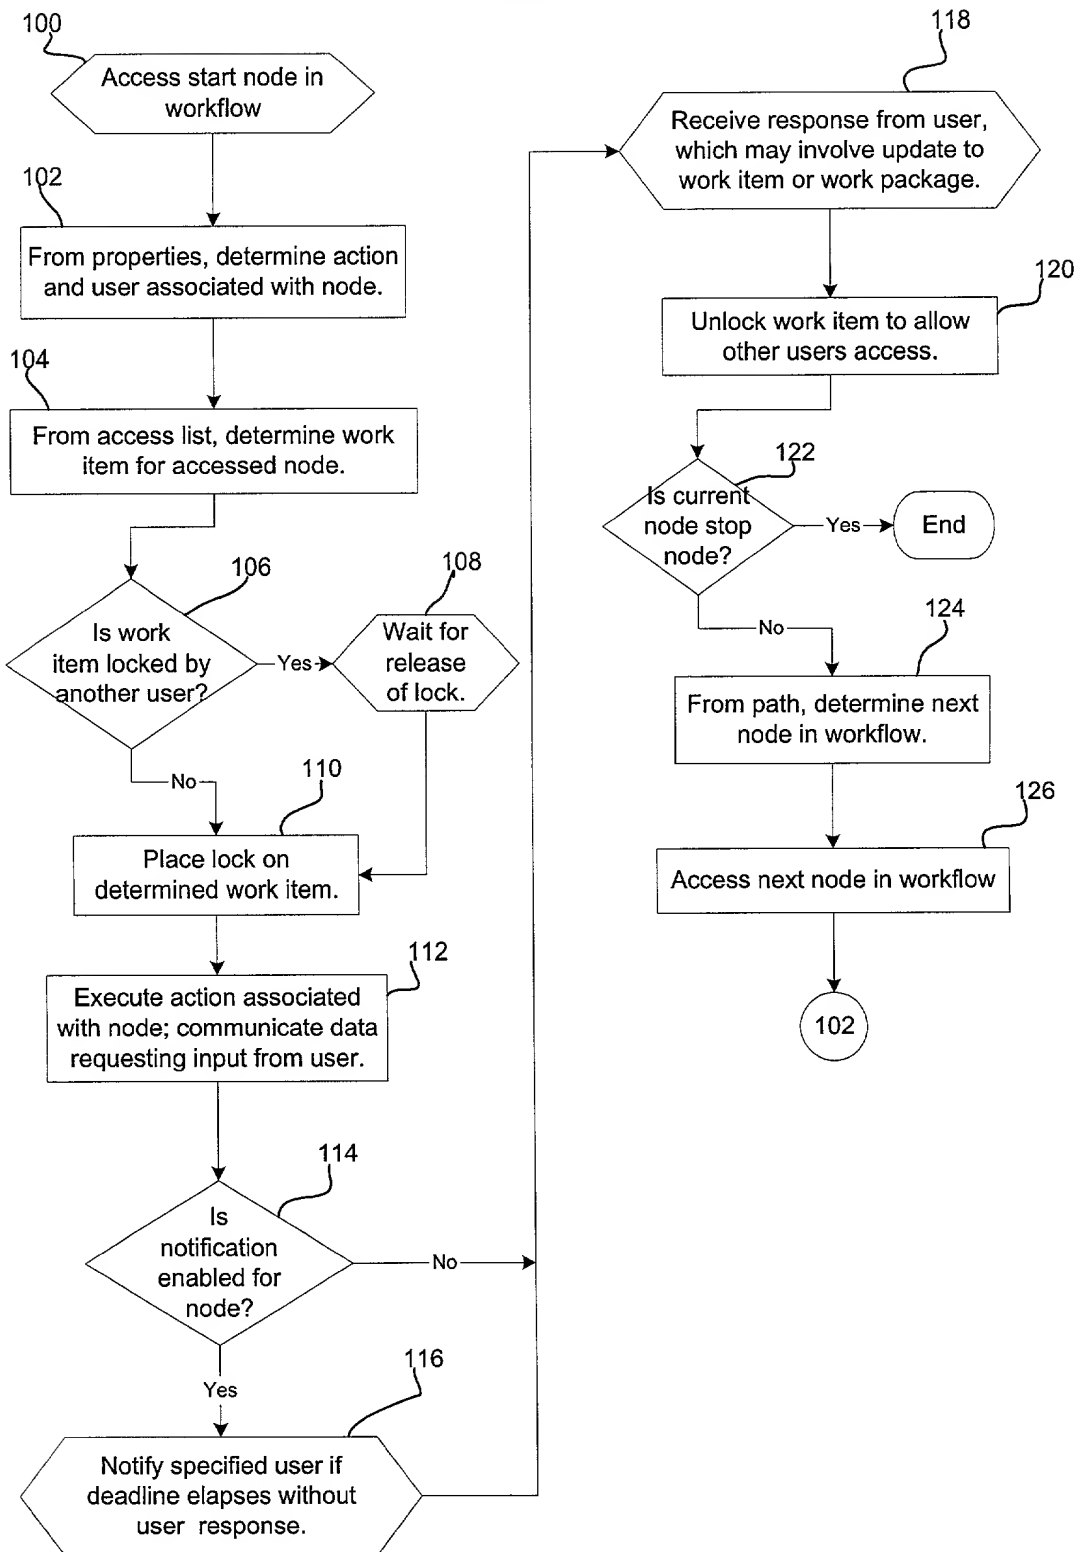 100
Access start node in
workflow
102
From properties, determine action
and user associated with node.
104
From access list, determine work
item for accessed node.
106
Is work
item locked by
another user?
Yes
108
Wait for
release
of lock.
No
110
Place lock on
determined work item.
112
Execute action associated
with node; communicate data
requesting input from user.
114
Is
notification
enabled for
node?
No
Yes
116
Notify specified user if
deadline elapses without
user response.
118
Receive response from user,
which may involve update to
work item or work package.
120
Unlock work item to allow
other users access.
122
Is current
node stop
node?
Yes
End
No
124
From path, determine next
node in workflow.
126
Access next node in workflow
102